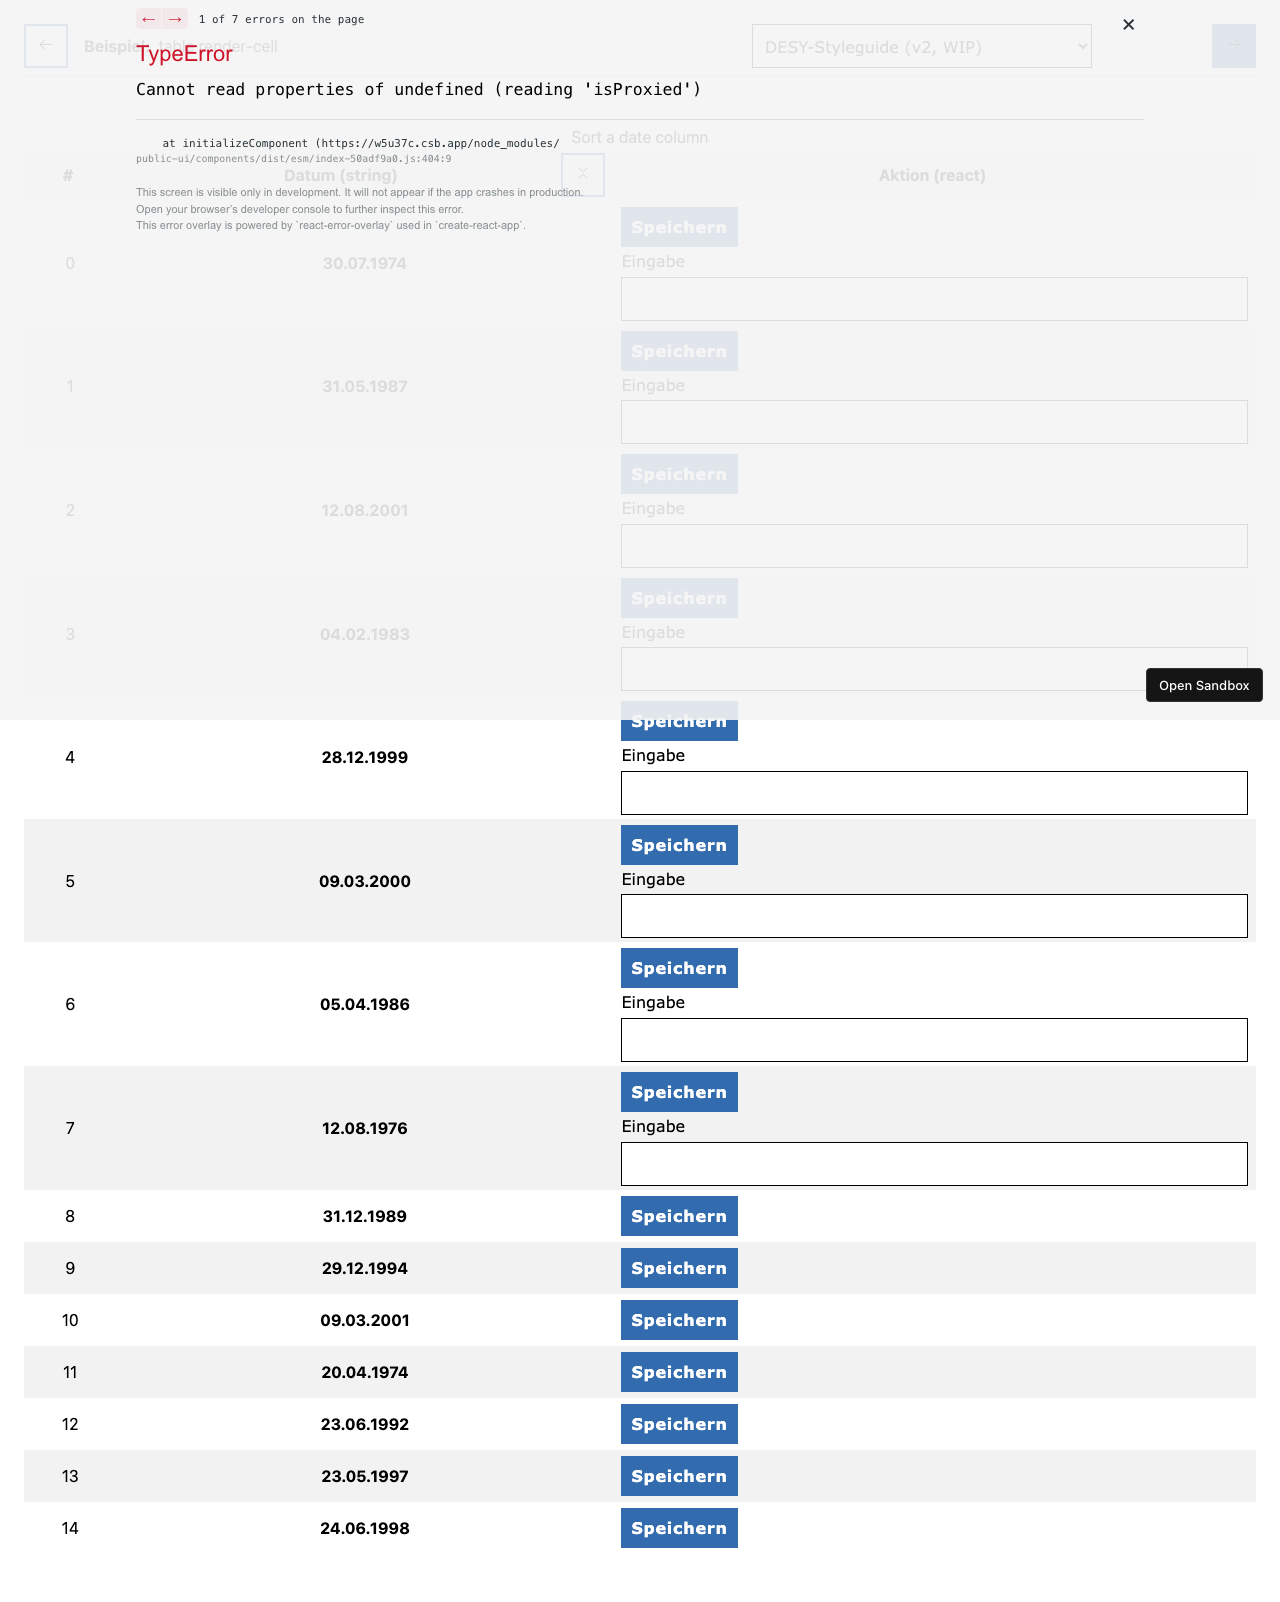 ← → 1 of 7 errors on the page
×
← Beispiel table-render-cell
DESY-Styleguide (v2, WIP)
→
TypeError
Cannot read properties of undefined (reading 'isProxied')
at initializeComponent (https://w5u37c.csb.app/node_modules/
public-ui/components/dist/esm/index-50adf9a0.js:404:9
Sort a date column
# Datum (string) Aktion (react)
This screen is visible only in development. It will not appear if the app crashes in production.
Open your browser’s developer console to further inspect this error.
This error overlay is powered by `react-error-overlay` used in `create-react-app`.
Speichern
0 30.07.1974 Eingabe
Speichern
1 31.05.1987 Eingabe
Speichern
2 12.08.2001 Eingabe
Speichern
3 04.02.1983 Eingabe
Open Sandbox
Speichern
4 28.12.1999 Eingabe
Speichern
5 09.03.2000 Eingabe
Speichern
6 05.04.1986 Eingabe
Speichern
7 12.08.1976 Eingabe
8 31.12.1989 Speichern
9 29.12.1994 Speichern
10 09.03.2001 Speichern
11 20.04.1974 Speichern
12 23.06.1992 Speichern
13 23.05.1997 Speichern
14 24.06.1998 Speichern